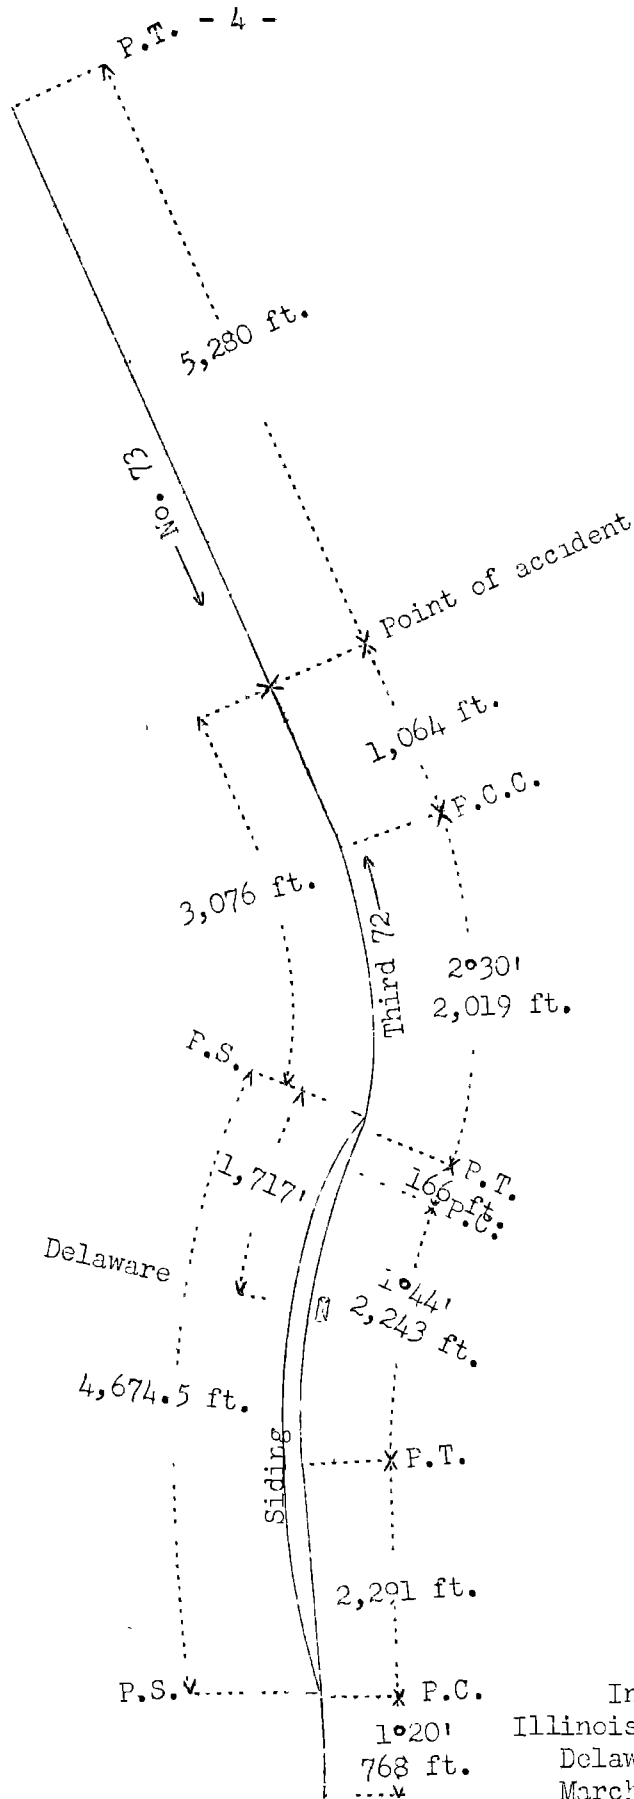 P.T. - 4 -
5,280 ft.
No. 73
Point of accident
1,064 ft.
P.C.C.
3,076 ft.
Third 72
2°30'
2,019 ft.
P.S.
P.T.
166 ft.
P.C.
1,717'
Delaware
1°44'
2,243 ft.
4,674.5 ft.
Siding
P.T.
2,291 ft.
P.S.
P.C.
1°20'
768 ft.
In
Illinois
Delaw
March